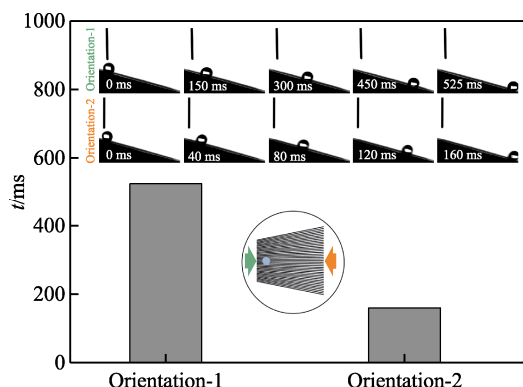 1000
800
600
400
200
0
t/ms
Orientation-1
0 ms
150 ms
300 ms
450 ms
525 ms
Orientation-2
0 ms
40 ms
80 ms
120 ms
160 ms
Orientation-1
Orientation-2